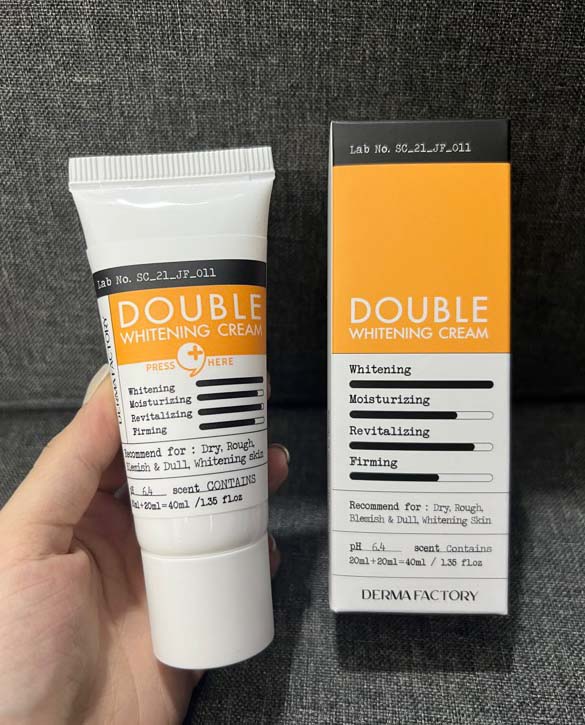 Lab No. SC_21_JF_011
DOUBLE
WHITENING CREAM
PRESS HERE
Whitening
Moisturizing
Revitalizing
Firming
Recommend for : Dry, Rough,
Blemish & Dull, Whitening skin
pH 6.4 scent CONTAINS
20ml+20ml=40ml /1.35 fl.oz
DERMAFACTORY
Lab No. SC_21_JF_011
DOUBLE
WHITENING CREAM
Whitening
Moisturizing
Revitalizing
Firming
Recommend for : Dry, Rough,
Blemish & Dull, Whitening Skin
pH 6.4 scent Contains
20ml+20ml=40ml / 1.35 fl.oz
DERMAFACTORY